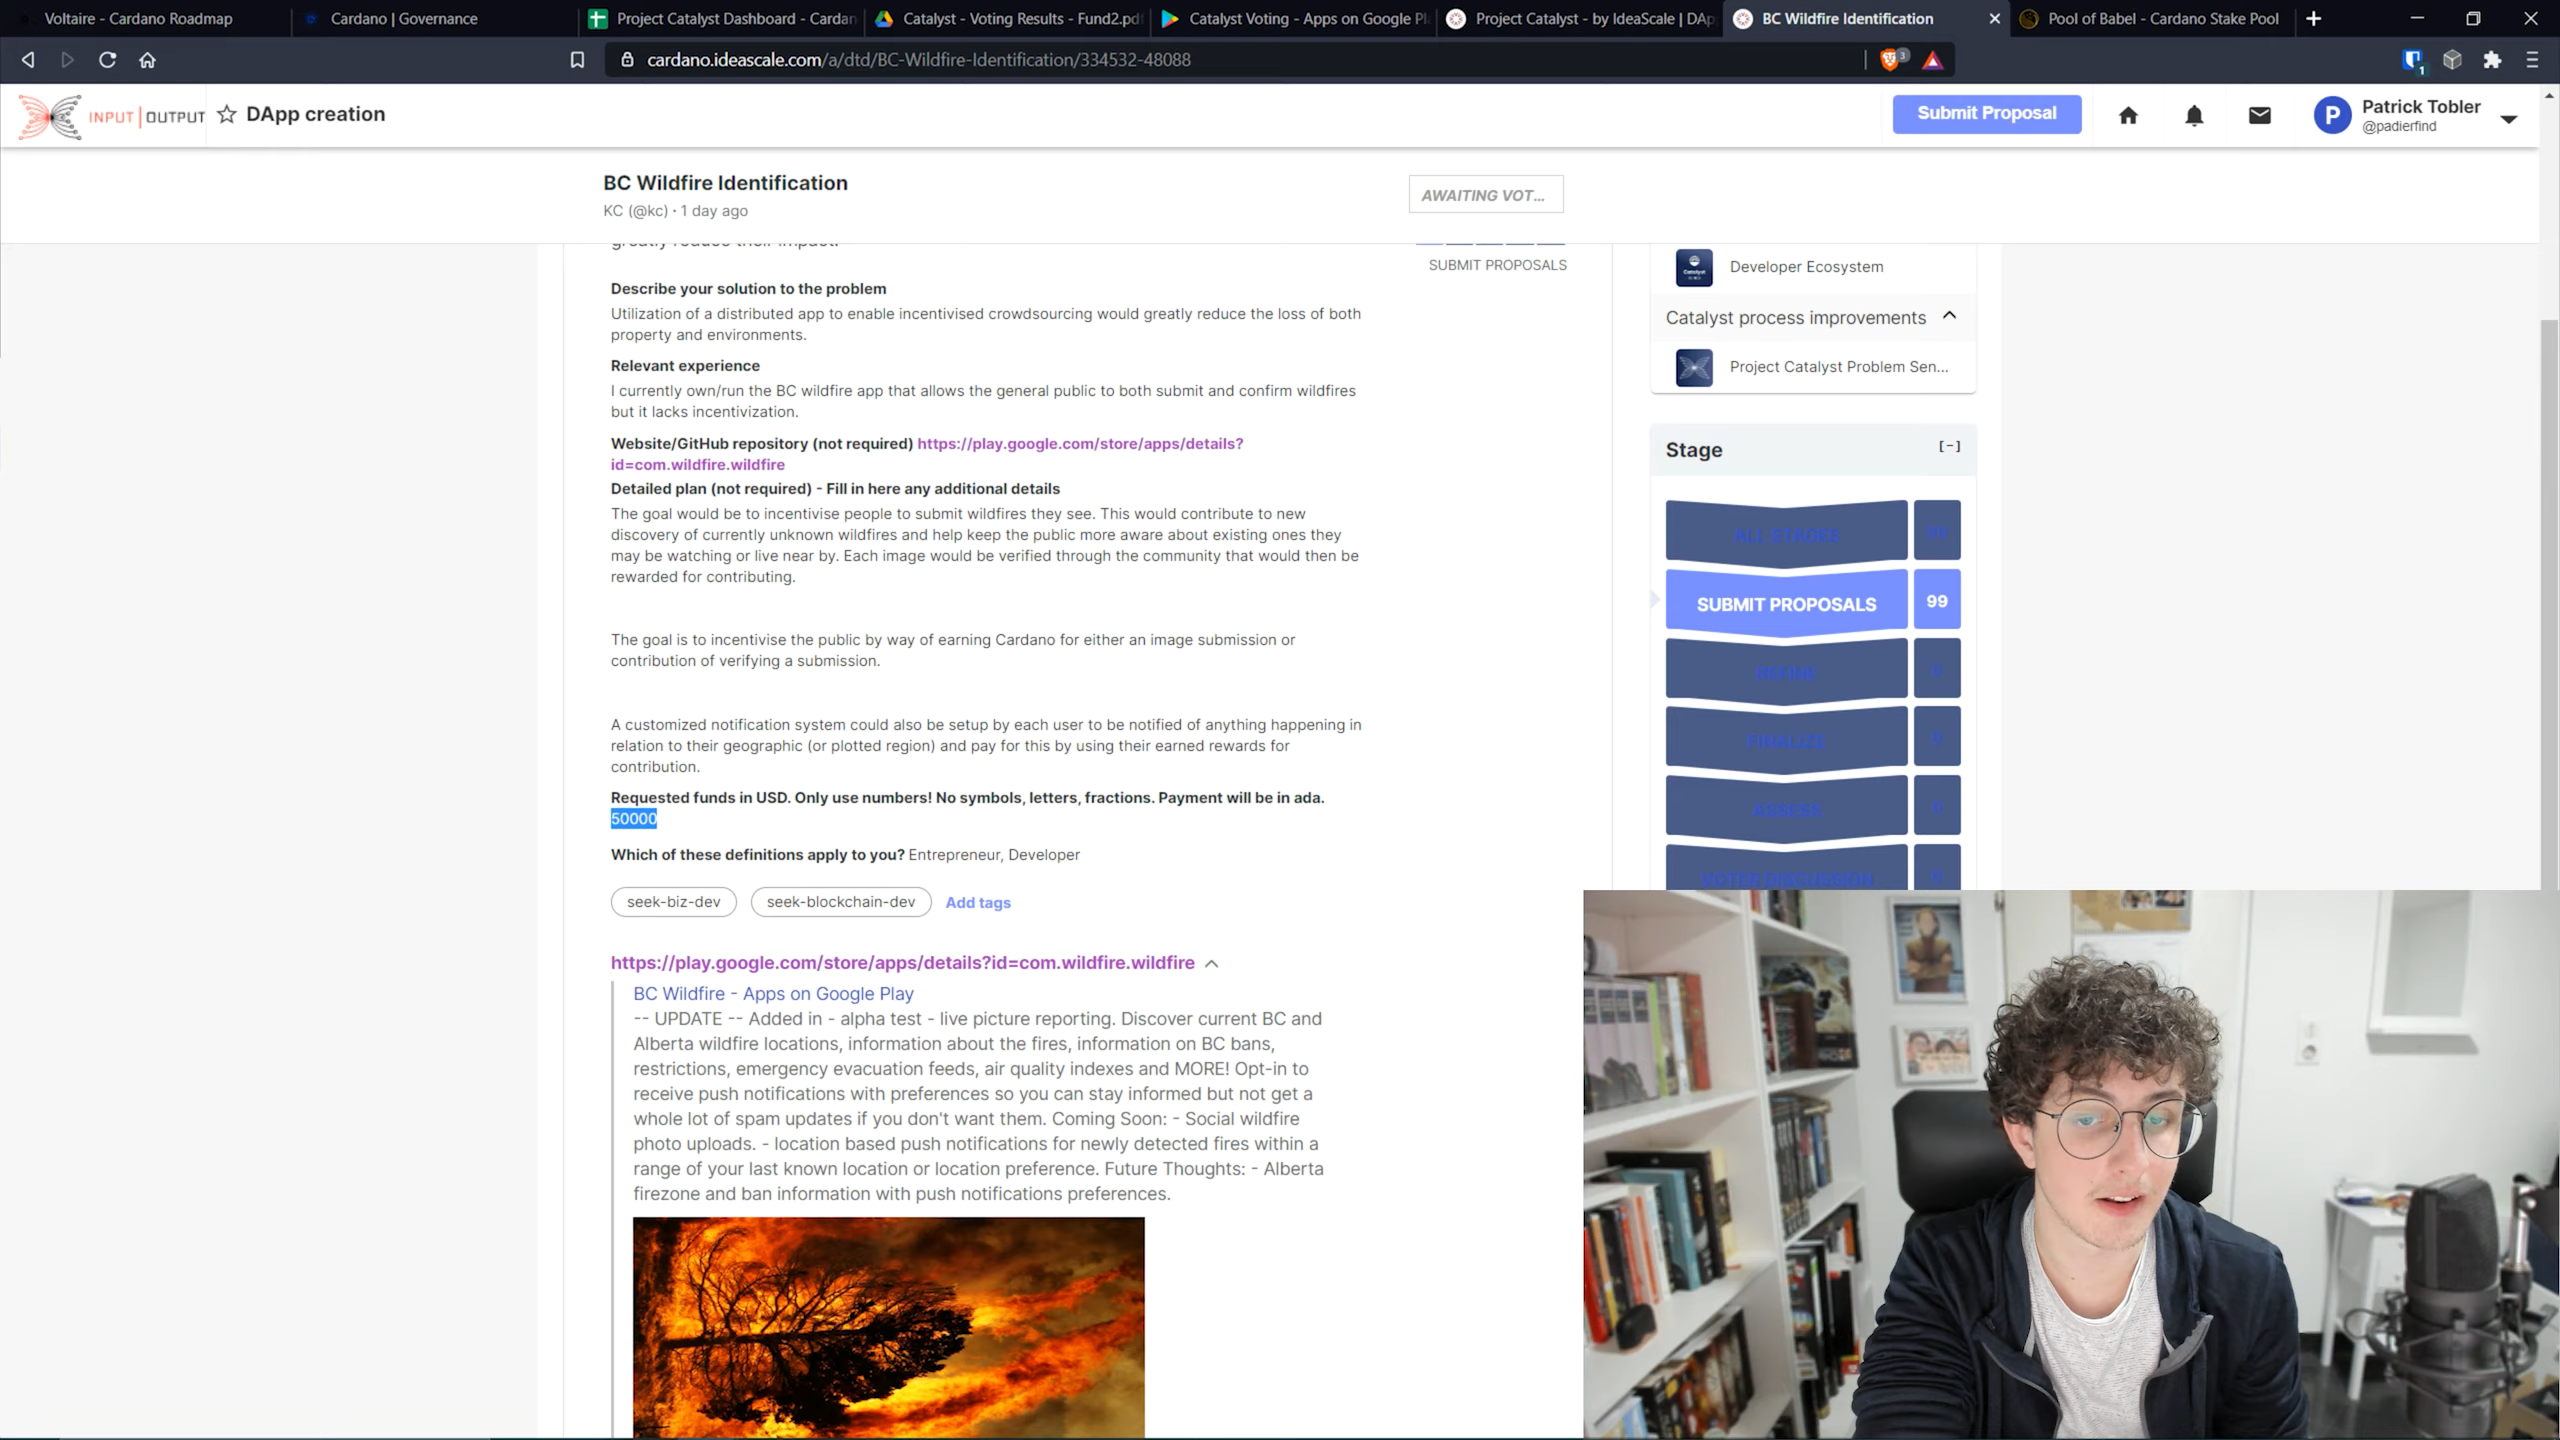 Voltaire - Cardano Roadmap
Cardano | Governance
Project Catalyst Dashboard - Cardan
Catalyst - Voting Results - Fund2.pdf
Catalyst Voting - Apps on Google Pl
Project Catalyst - by IdeaScale | DAp
BC Wildfire Identification
Pool of Babel - Cardano Stake Pool
cardano.ideascale.com/a/dtd/BC-Wildfire-Identification/334532-48088
3
1
INPUT | OUTPUT
DApp creation
Submit Proposal
P
Patrick Tobler
@padierfind
BC Wildfire Identification
KC (@kc) • 1 day ago
AWAITING VOT...
greatly reduce their impact.
SUBMIT PROPOSALS
Describe your solution to the problem
Utilization of a distributed app to enable incentivised crowdsourcing would greatly reduce the loss of both
property and environments.
Relevant experience
I currently own/run the BC wildfire app that allows the general public to both submit and confirm wildfires
but it lacks incentivization.
Website/GitHub repository (not required) https://play.google.com/store/apps/details?
id=com.wildfire.wildfire
Detailed plan (not required) - Fill in here any additional details
The goal would be to incentivise people to submit wildfires they see. This would contribute to new
discovery of currently unknown wildfires and help keep the public more aware about existing ones they
may be watching or live near by. Each image would be verified through the community that would then be
rewarded for contributing.
The goal is to incentivise the public by way of earning Cardano for either an image submission or
contribution of verifying a submission.
A customized notification system could also be setup by each user to be notified of anything happening in
relation to their geographic (or plotted region) and pay for this by using their earned rewards for
contribution.
Requested funds in USD. Only use numbers! No symbols, letters, fractions. Payment will be in ada.
50000
Which of these definitions apply to you? Entrepreneur, Developer
seek-biz-dev
seek-blockchain-dev
Add tags
https://play.google.com/store/apps/details?id=com.wildfire.wildfire
BC Wildfire - Apps on Google Play
-- UPDATE -- Added in - alpha test - live picture reporting. Discover current BC and
Alberta wildfire locations, information about the fires, information on BC bans,
restrictions, emergency evacuation feeds, air quality indexes and MORE! Opt-in to
receive push notifications with preferences so you can stay informed but not get a
whole lot of spam updates if you don't want them. Coming Soon: - Social wildfire
photo uploads. - location based push notifications for newly detected fires within a
range of your last known location or location preference. Future Thoughts: - Alberta
firezone and ban information with push notifications preferences.
Developer Ecosystem
Catalyst process improvements
Project Catalyst Problem Sen...
Stage
[-]
ALL STAGES
99
SUBMIT PROPOSALS
99
REFINE
0
FINALIZE
0
ASSESS
0
VOTER DISCUSSION
0